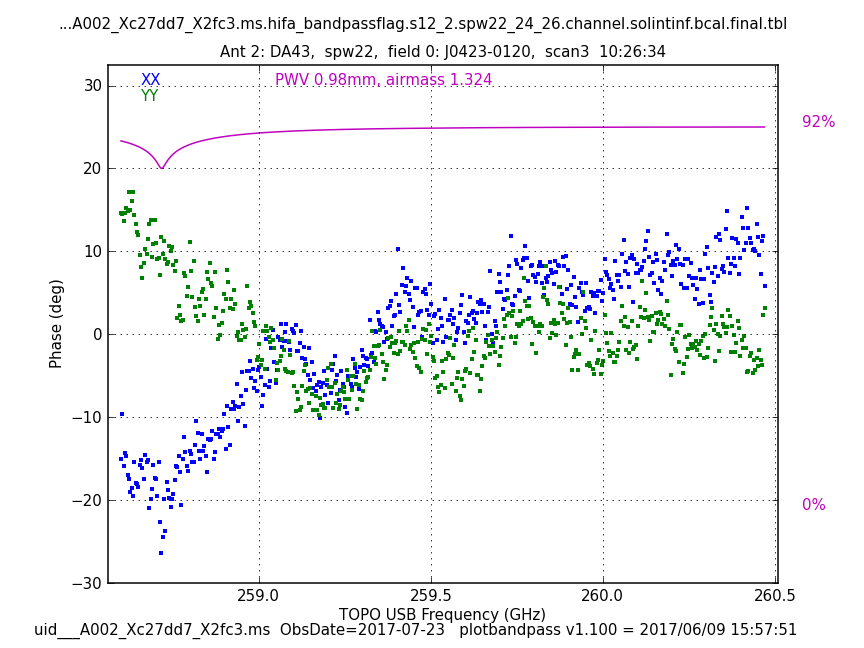 ...A002_Xc27dd7_X2fc3.ms.hifa_bandpassflag.s12_2.spw22_24_26.channel.solintinf.bcal.final.tbl
Ant 2: DA43,  spw22,  field 0: J0423-0120,  scan3  10:26:34
XX
PWV 0.98mm, airmass 1.324
YY
92%
0%
30
20
10
0
−10
−20
−30
Phase (deg)
259.0
259.5
260.0
260.5
TOPO USB Frequency (GHz)
uid___A002_Xc27dd7_X2fc3.ms  ObsDate=2017-07-23   plotbandpass v1.100 = 2017/06/09 15:57:51